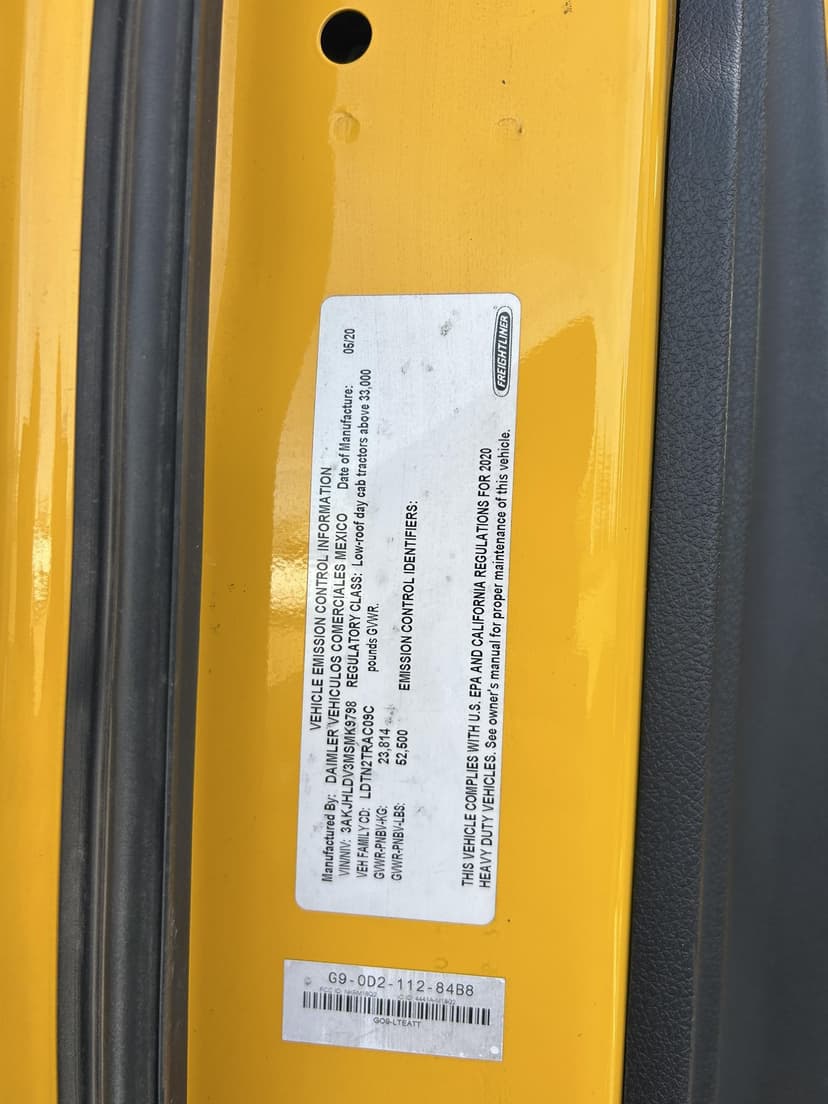 VEHICLE EMISSION CONTROL INFORMATION
Manufactured By: DAIMLER VEHICULOS COMERCIALES MEXICO Date of Manufacture: 05/20
VIN/NIV: 3AKJHLDV3MSMK9798 REGULATORY CLASS: Low-roof day cab tractors above 33,000
VEH FAMILY CD: LDTN2TRAC09C pounds GVWR.
GVWR-PNBV-KG: 23,814
GVWR-PNBV-LBS: 52,500 EMISSION CONTROL IDENTIFIERS:
THIS VEHICLE COMPLIES WITH U.S. EPA AND CALIFORNIA REGULATIONS FOR 2020
HEAVY DUTY VEHICLES. See owner's manual for proper maintenance of this vehicle.
FREIGHTLINER
G9-0D2-112-84B8
FCC ID: IC ID:
GO9-LTEATT